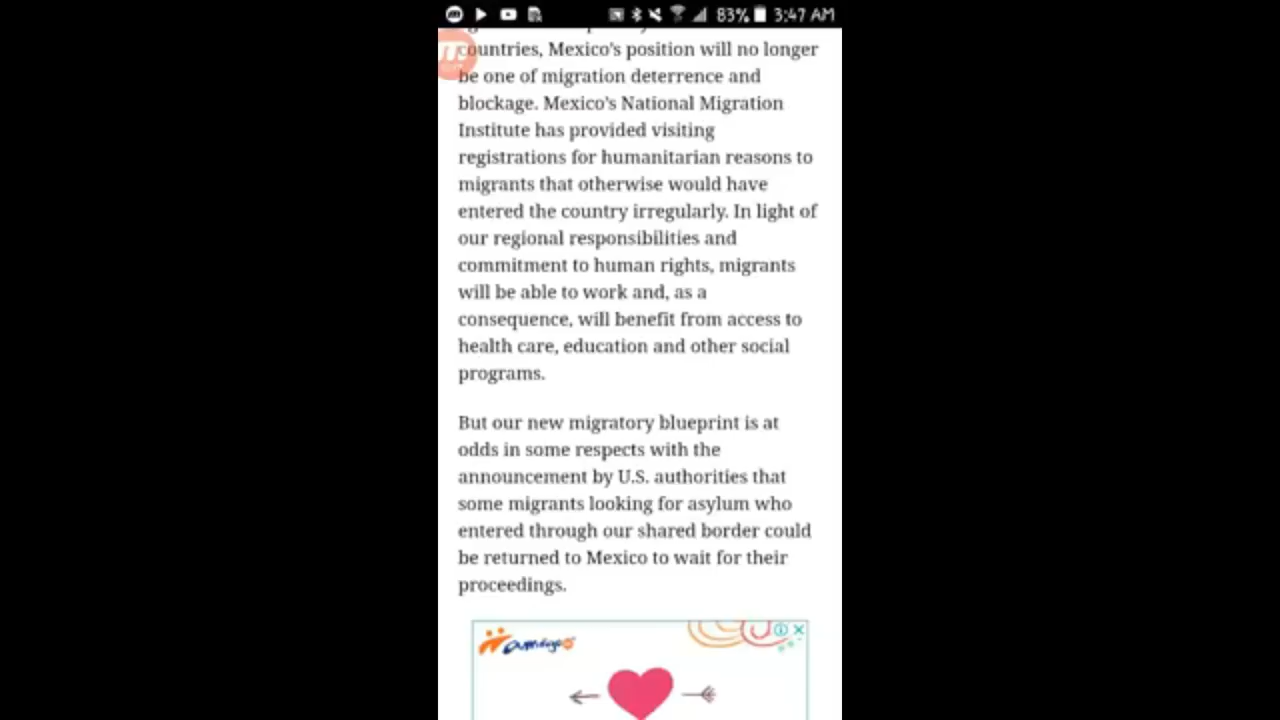 83% 3:47 AM
countries, Mexico's position will no longer
be one of migration deterrence and
blockage. Mexico's National Migration
Institute has provided visiting
registrations for humanitarian reasons to
migrants that otherwise would have
entered the country irregularly. In light of
our regional responsibilities and
commitment to human rights, migrants
will be able to work and, as a
consequence, will benefit from access to
health care, education and other social
programs.
But our new migratory blueprint is at
odds in some respects with the
announcement by U.S. authorities that
some migrants looking for asylum who
entered through our shared border could
be returned to Mexico to wait for their
proceedings.